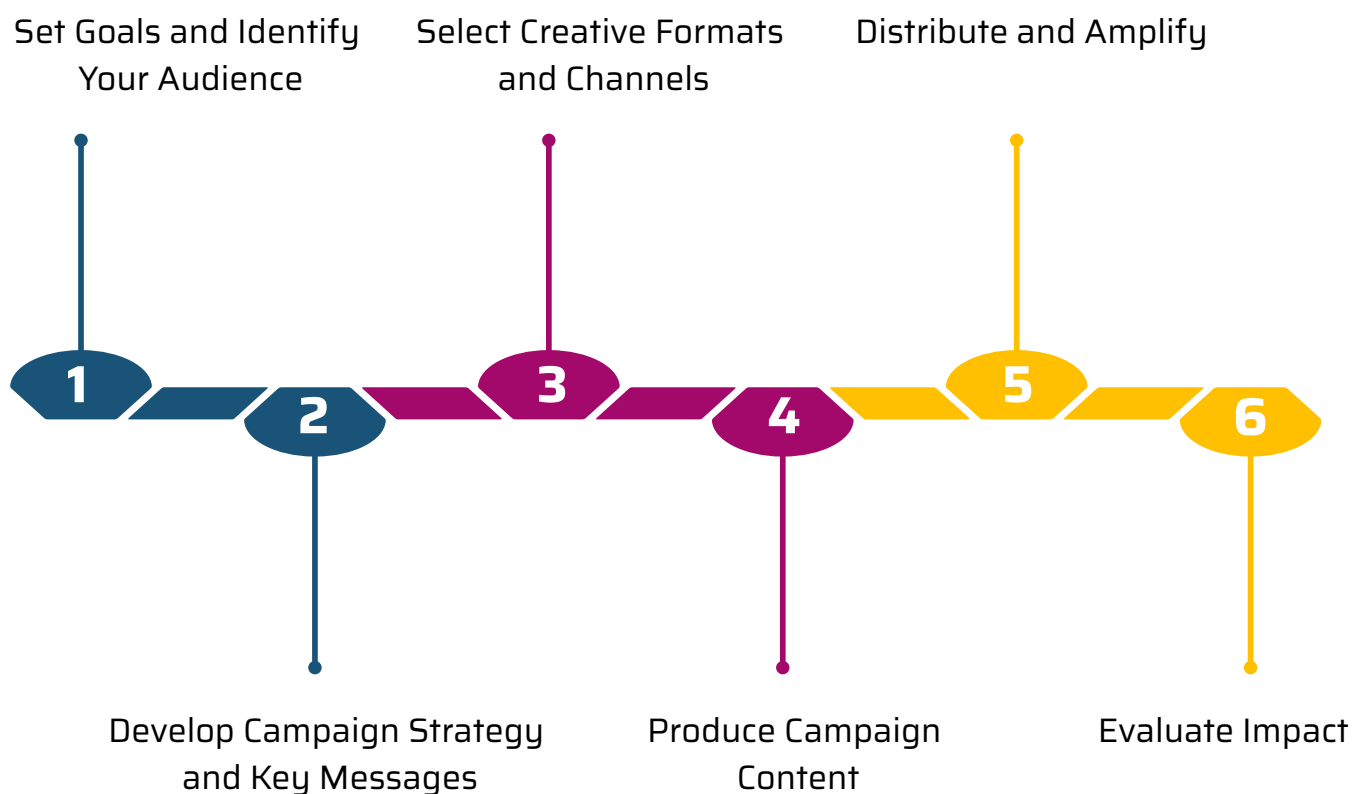 Set Goals and Identify
Your Audience
Select Creative Formats
and Channels
Distribute and Amplify
1
2
3
4
5
6
Develop Campaign Strategy
and Key Messages
Produce Campaign
Content
Evaluate Impact